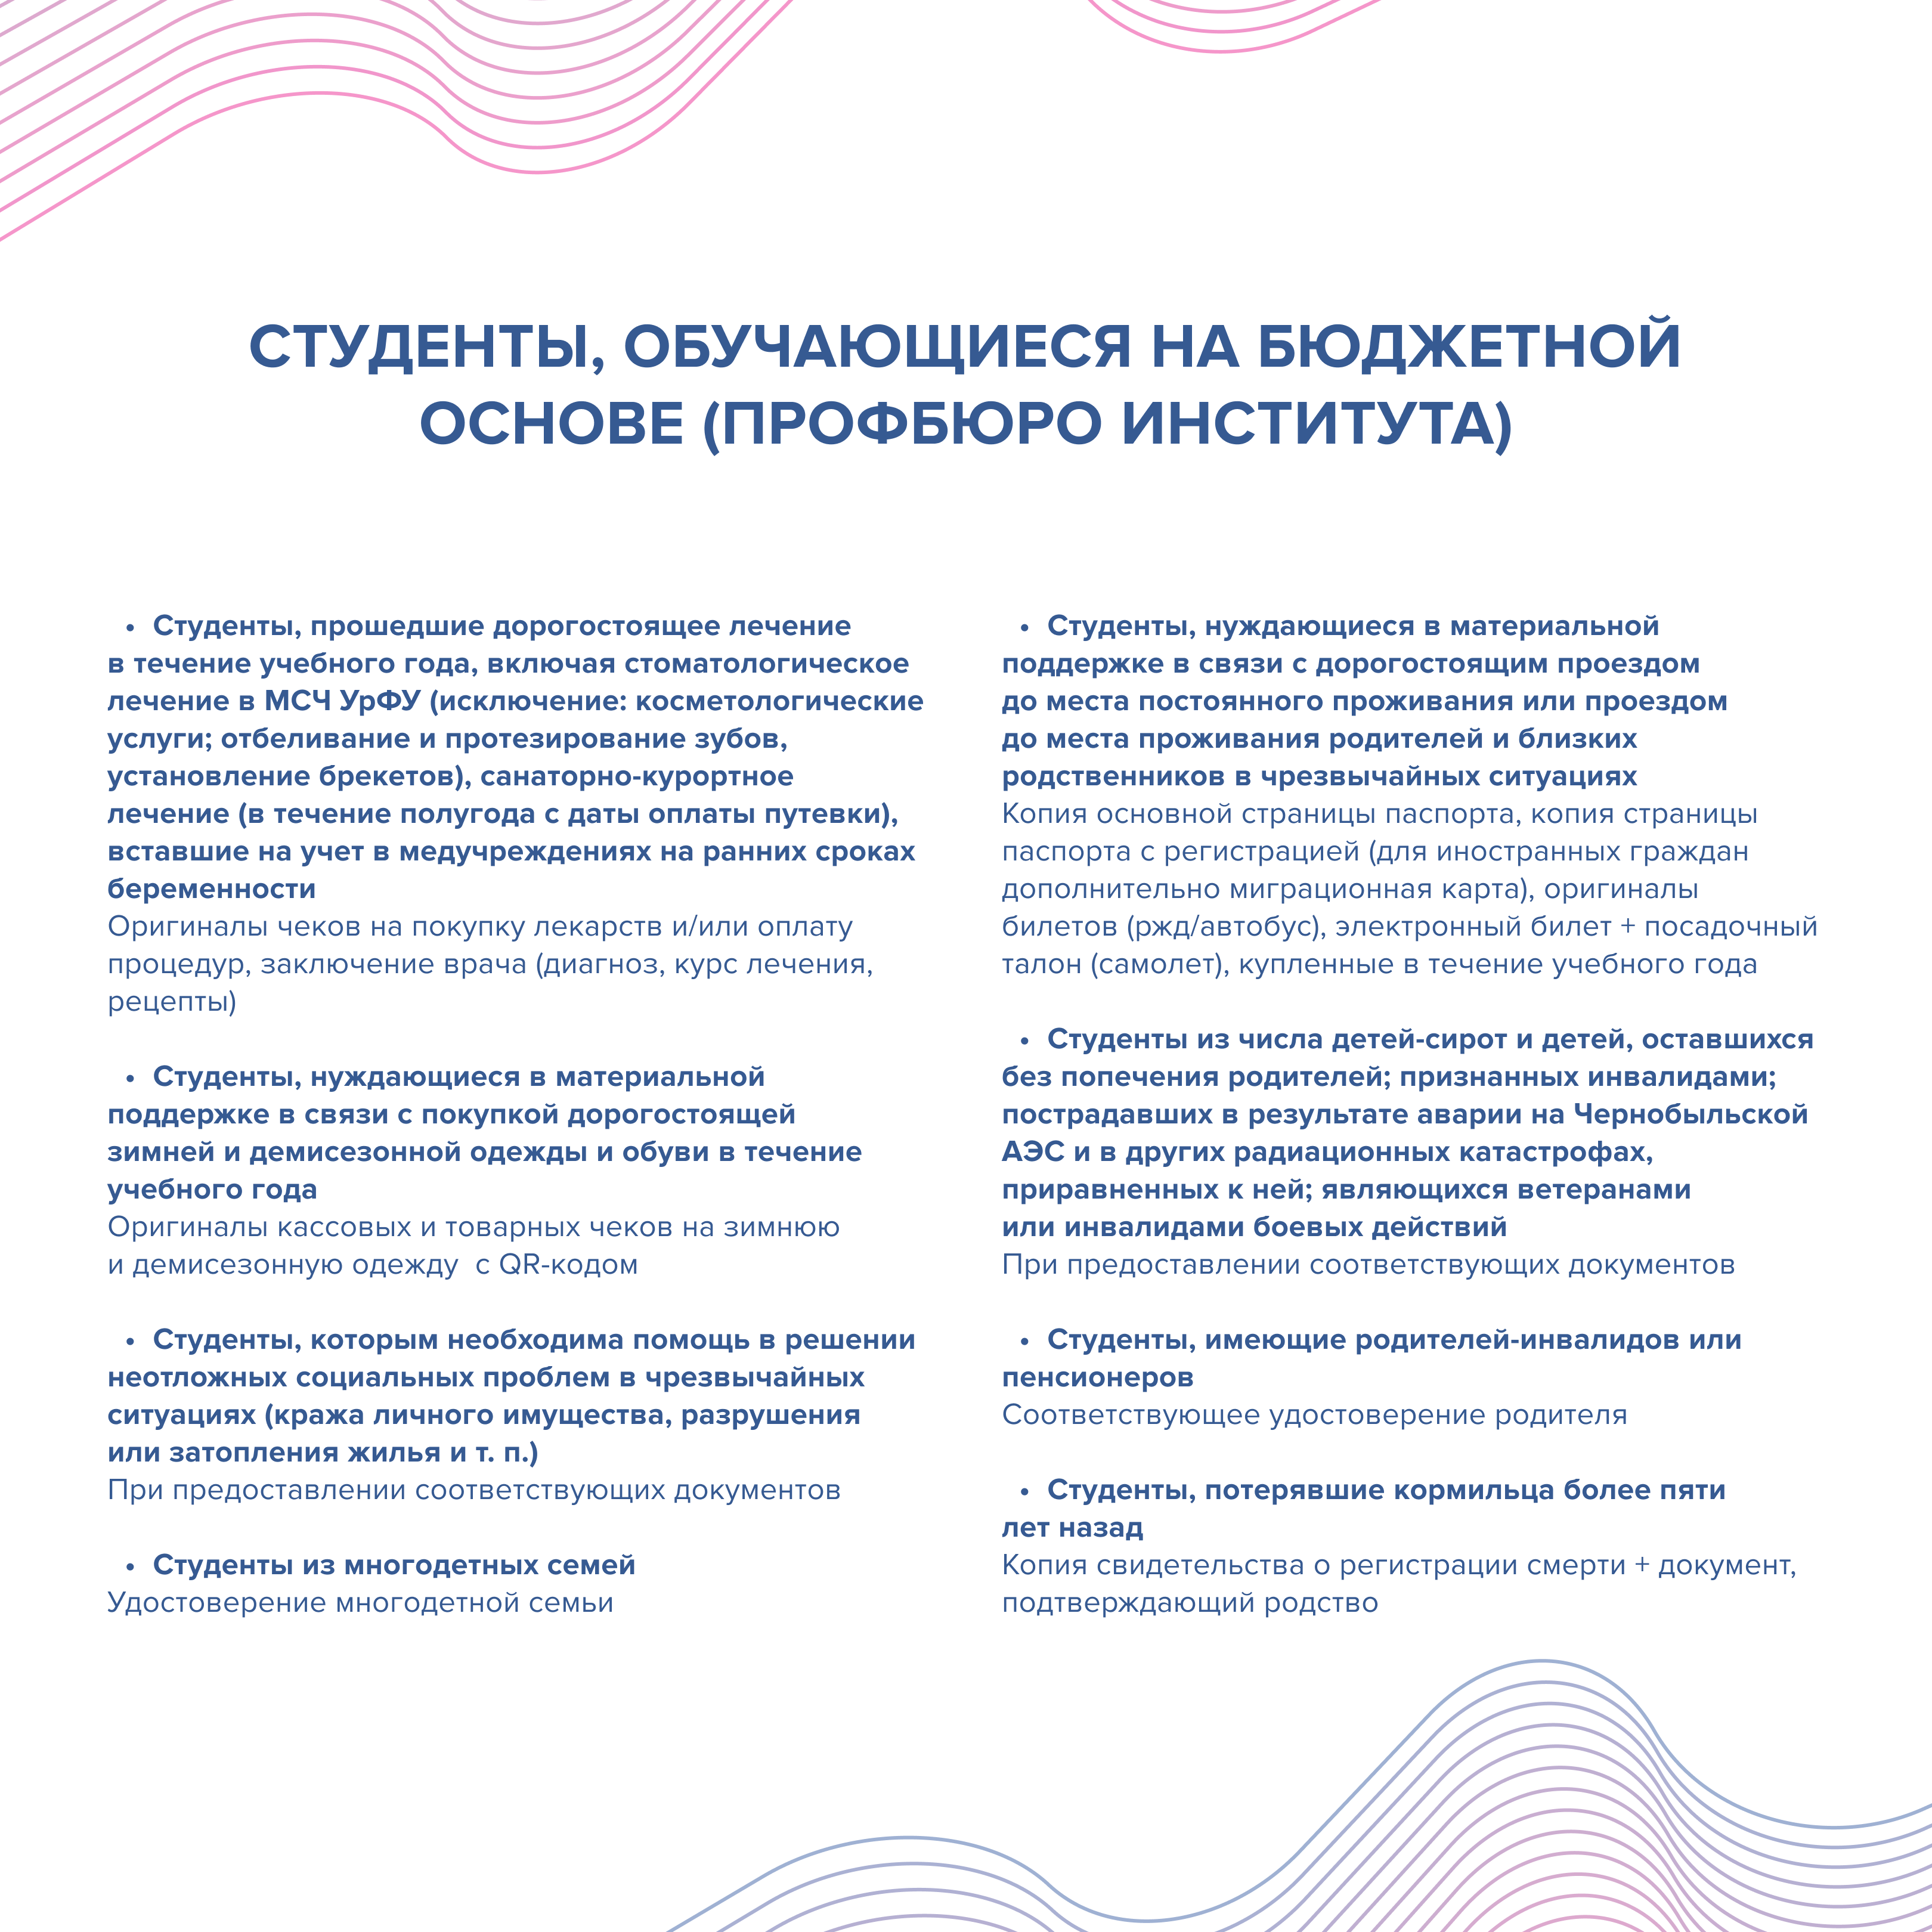 СТУДЕНТЫ, ОБУЧАЮЩИЕСЯ НА БЮДЖЕТНОЙ
ОСНОВЕ (ПРОФБЮРО ИНСТИТУТА)
• Студенты, прошедшие дорогостоящее лечение
в течение учебного года, включая стоматологическое
лечение в МСЧ УрФУ (исключение: косметологические
услуги; отбеливание и протезирование зубов,
установление брекетов), санаторно-курортное
лечение (в течение полугода с даты оплаты путевки),
вставшие на учет в медучреждениях на ранних сроках
беременности
Оригиналы чеков на покупку лекарств и/или оплату
процедур, заключение врача (диагноз, курс лечения,
рецепты)
• Студенты, нуждающиеся в материальной
поддержке в связи с покупкой дорогостоящей
зимней и демисезонной одежды и обуви в течение
учебного года
Оригиналы кассовых и товарных чеков на зимнюю
и демисезонную одежду  с QR-кодом
• Студенты, которым необходима помощь в решении
неотложных социальных проблем в чрезвычайных
ситуациях (кража личного имущества, разрушения
или затопления жилья и т. п.)
При предоставлении соответствующих документов
• Студенты из многодетных семей
Удостоверение многодетной семьи
• Студенты, нуждающиеся в материальной
поддержке в связи с дорогостоящим проездом
до места постоянного проживания или проездом
до места проживания родителей и близких
родственников в чрезвычайных ситуациях
Копия основной страницы паспорта, копия страницы
паспорта с регистрацией (для иностранных граждан
дополнительно миграционная карта), оригиналы
билетов (ржд/автобус), электронный билет + посадочный
талон (самолет), купленные в течение учебного года
• Студенты из числа детей-сирот и детей, оставшихся
без попечения родителей; признанных инвалидами;
пострадавших в результате аварии на Чернобыльской
АЭС и в других радиационных катастрофах,
приравненных к ней; являющихся ветеранами
или инвалидами боевых действий
При предоставлении соответствующих документов
• Студенты, имеющие родителей-инвалидов или
пенсионеров
Соответствующее удостоверение родителя
• Студенты, потерявшие кормильца более пяти
лет назад
Копия свидетельства о регистрации смерти + документ,
подтверждающий родство